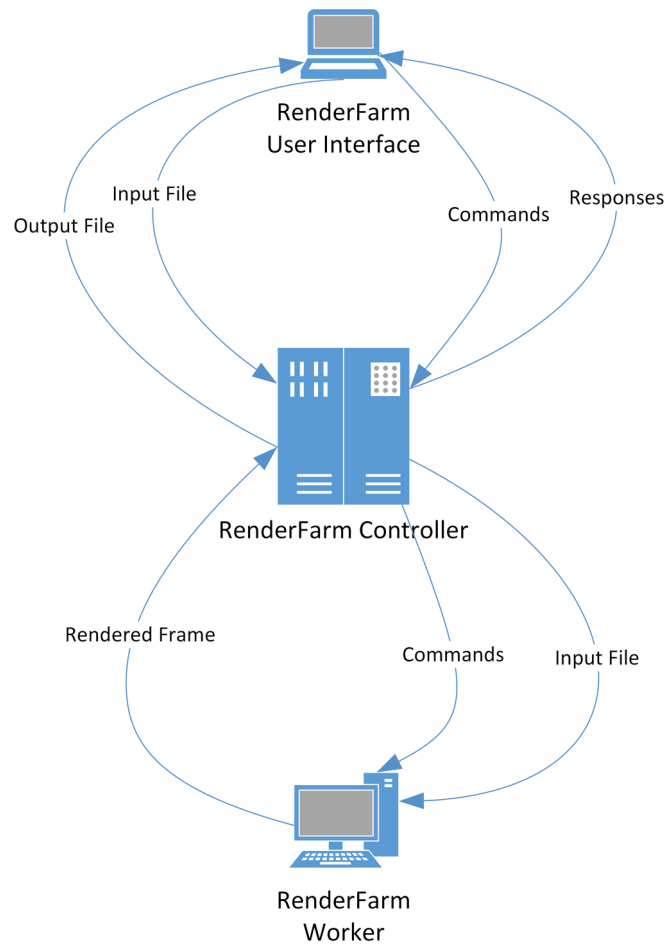 RenderFarm
User Interface
Input File
Output File
Commands
Responses
RenderFarm Controller
Rendered Frame
Commands
Input File
RenderFarm
Worker